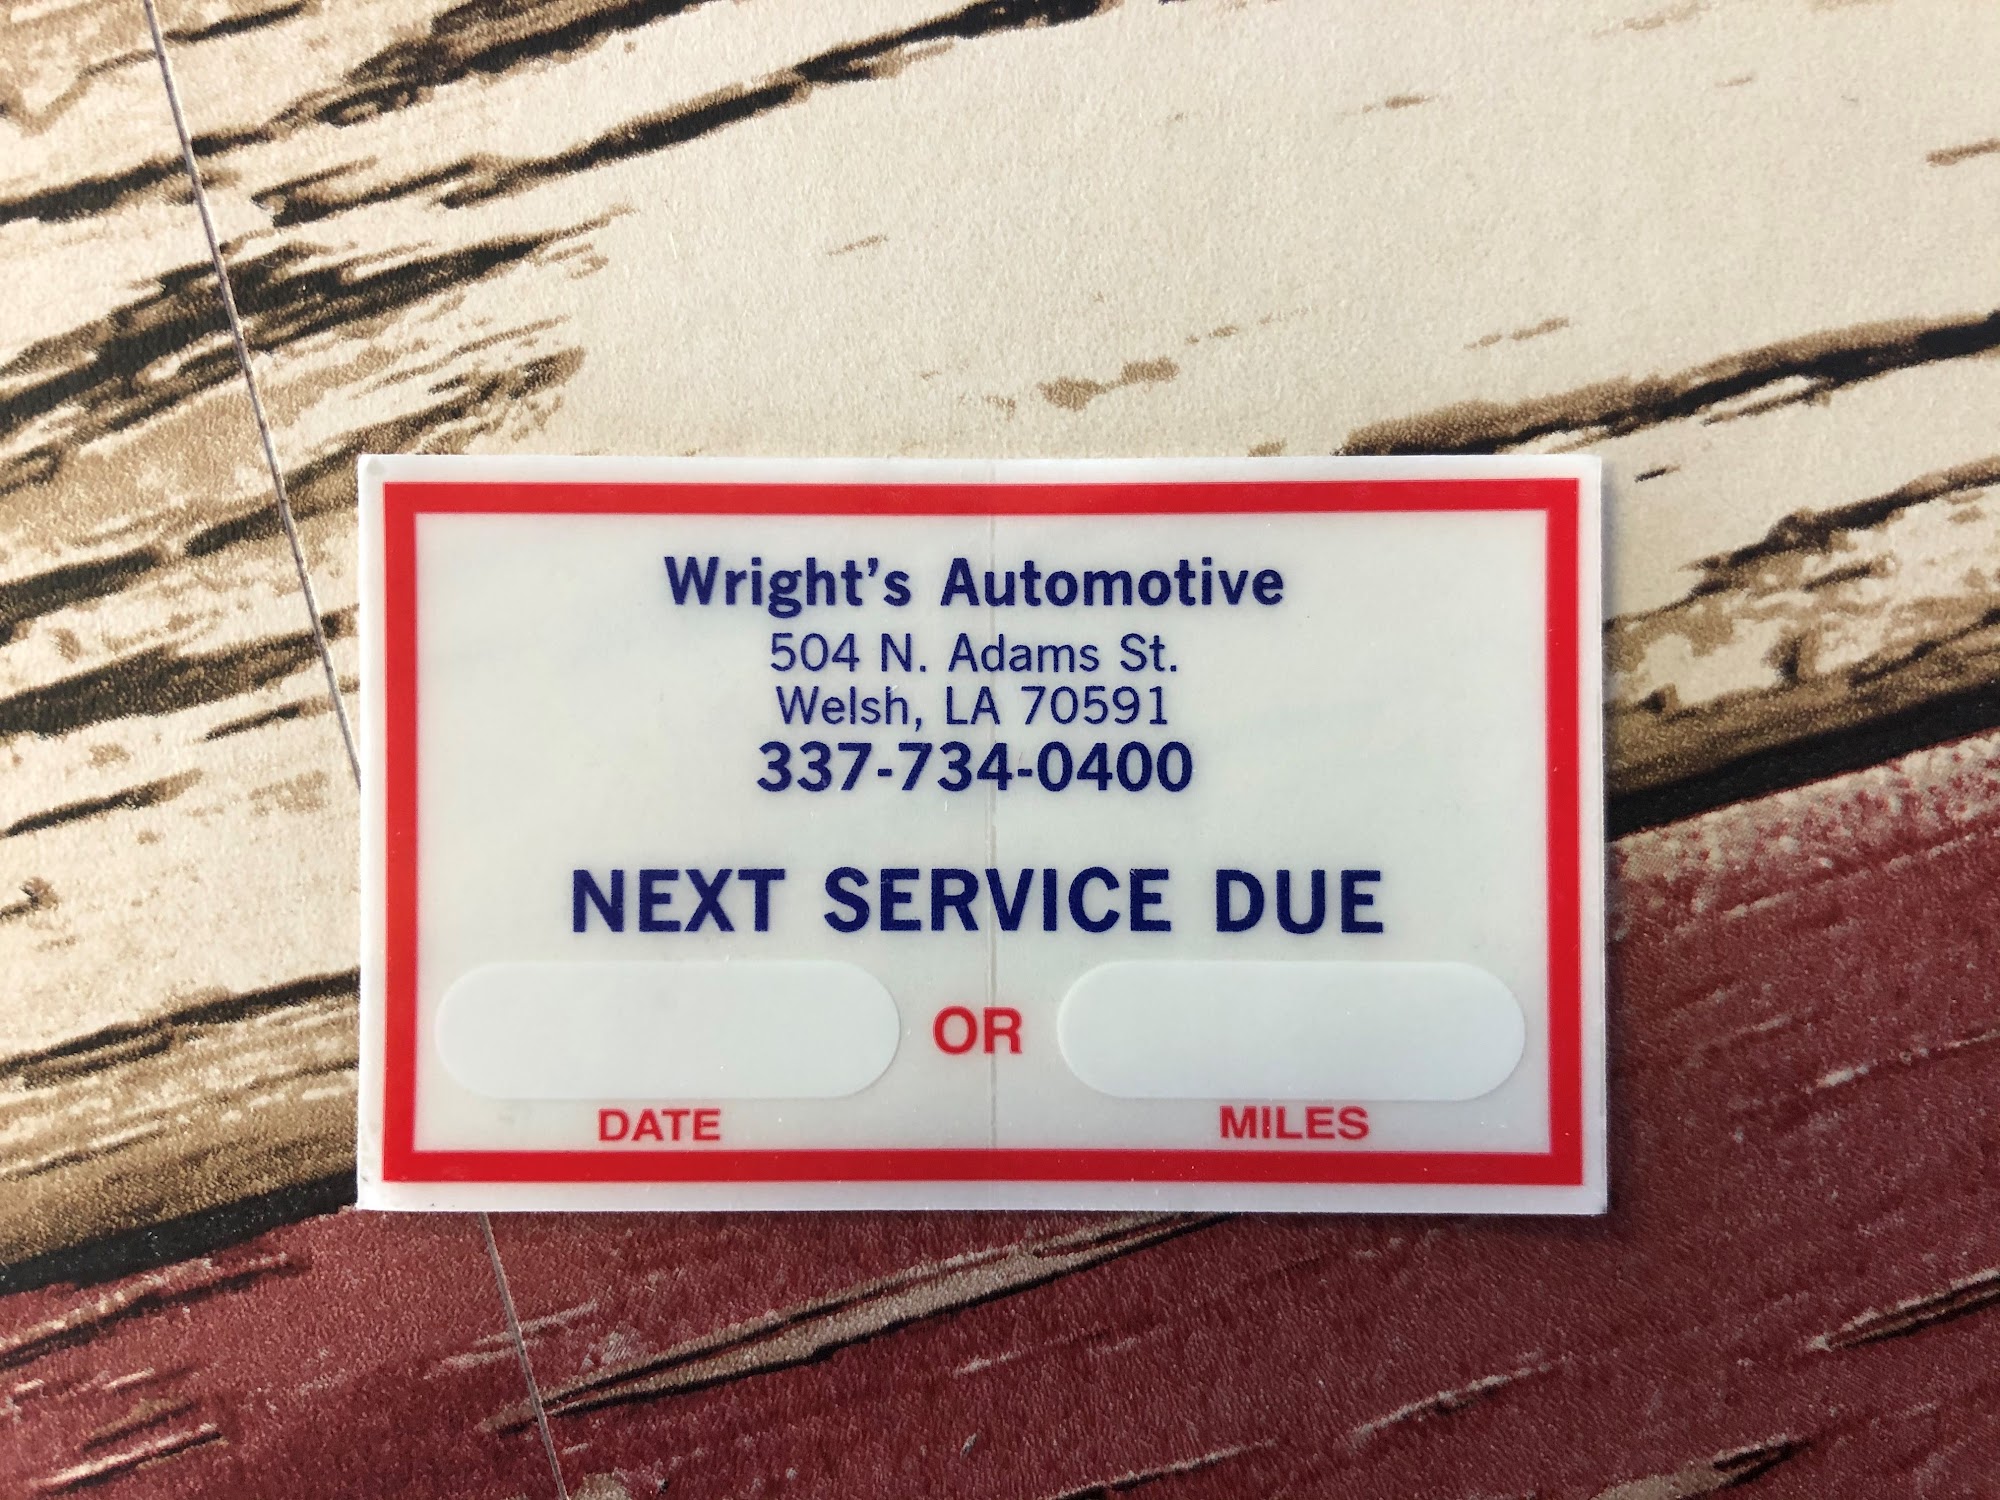 Wright's Automotive
504 N. Adams St.
Welsh, LA 70591
337-734-0400
NEXT SERVICE DUE
OR
DATE
MILES